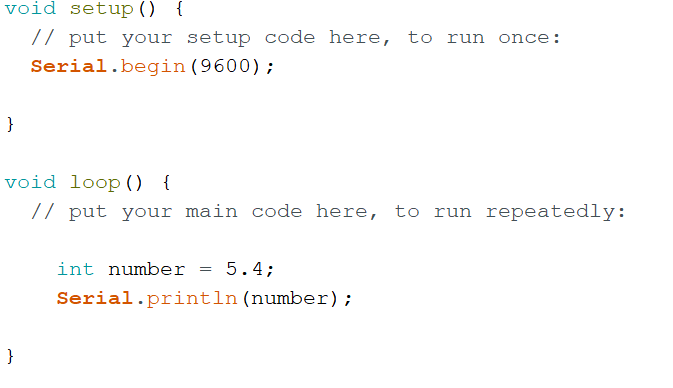 void setup() {
  // put your setup code here, to run once:
  Serial.begin(9600);
}
void loop() {
  // put your main code here, to run repeatedly:
    int number = 5.4;
    Serial.println(number);
}